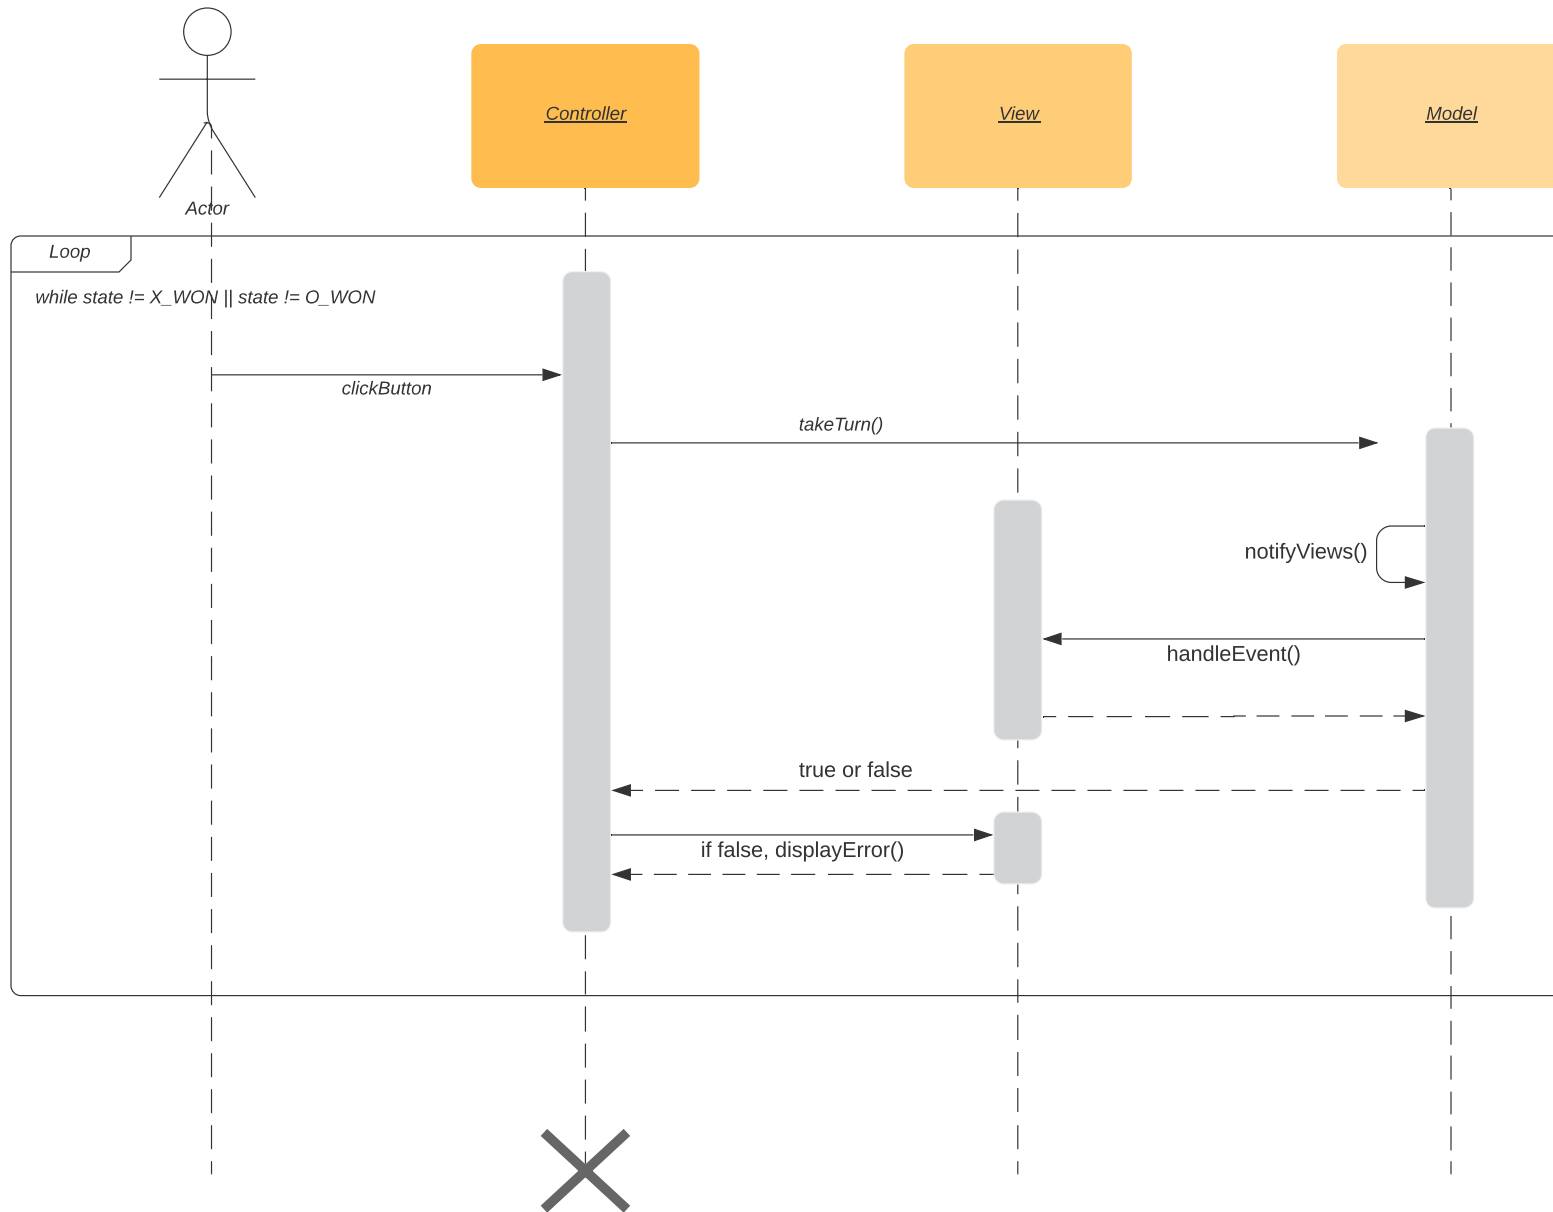 Controller
View
Model
Actor
Loop
while state != X_WON || state != O_WON
clickButton
takeTurn()
notifyViews()
handleEvent()
true or false
if false, displayError()